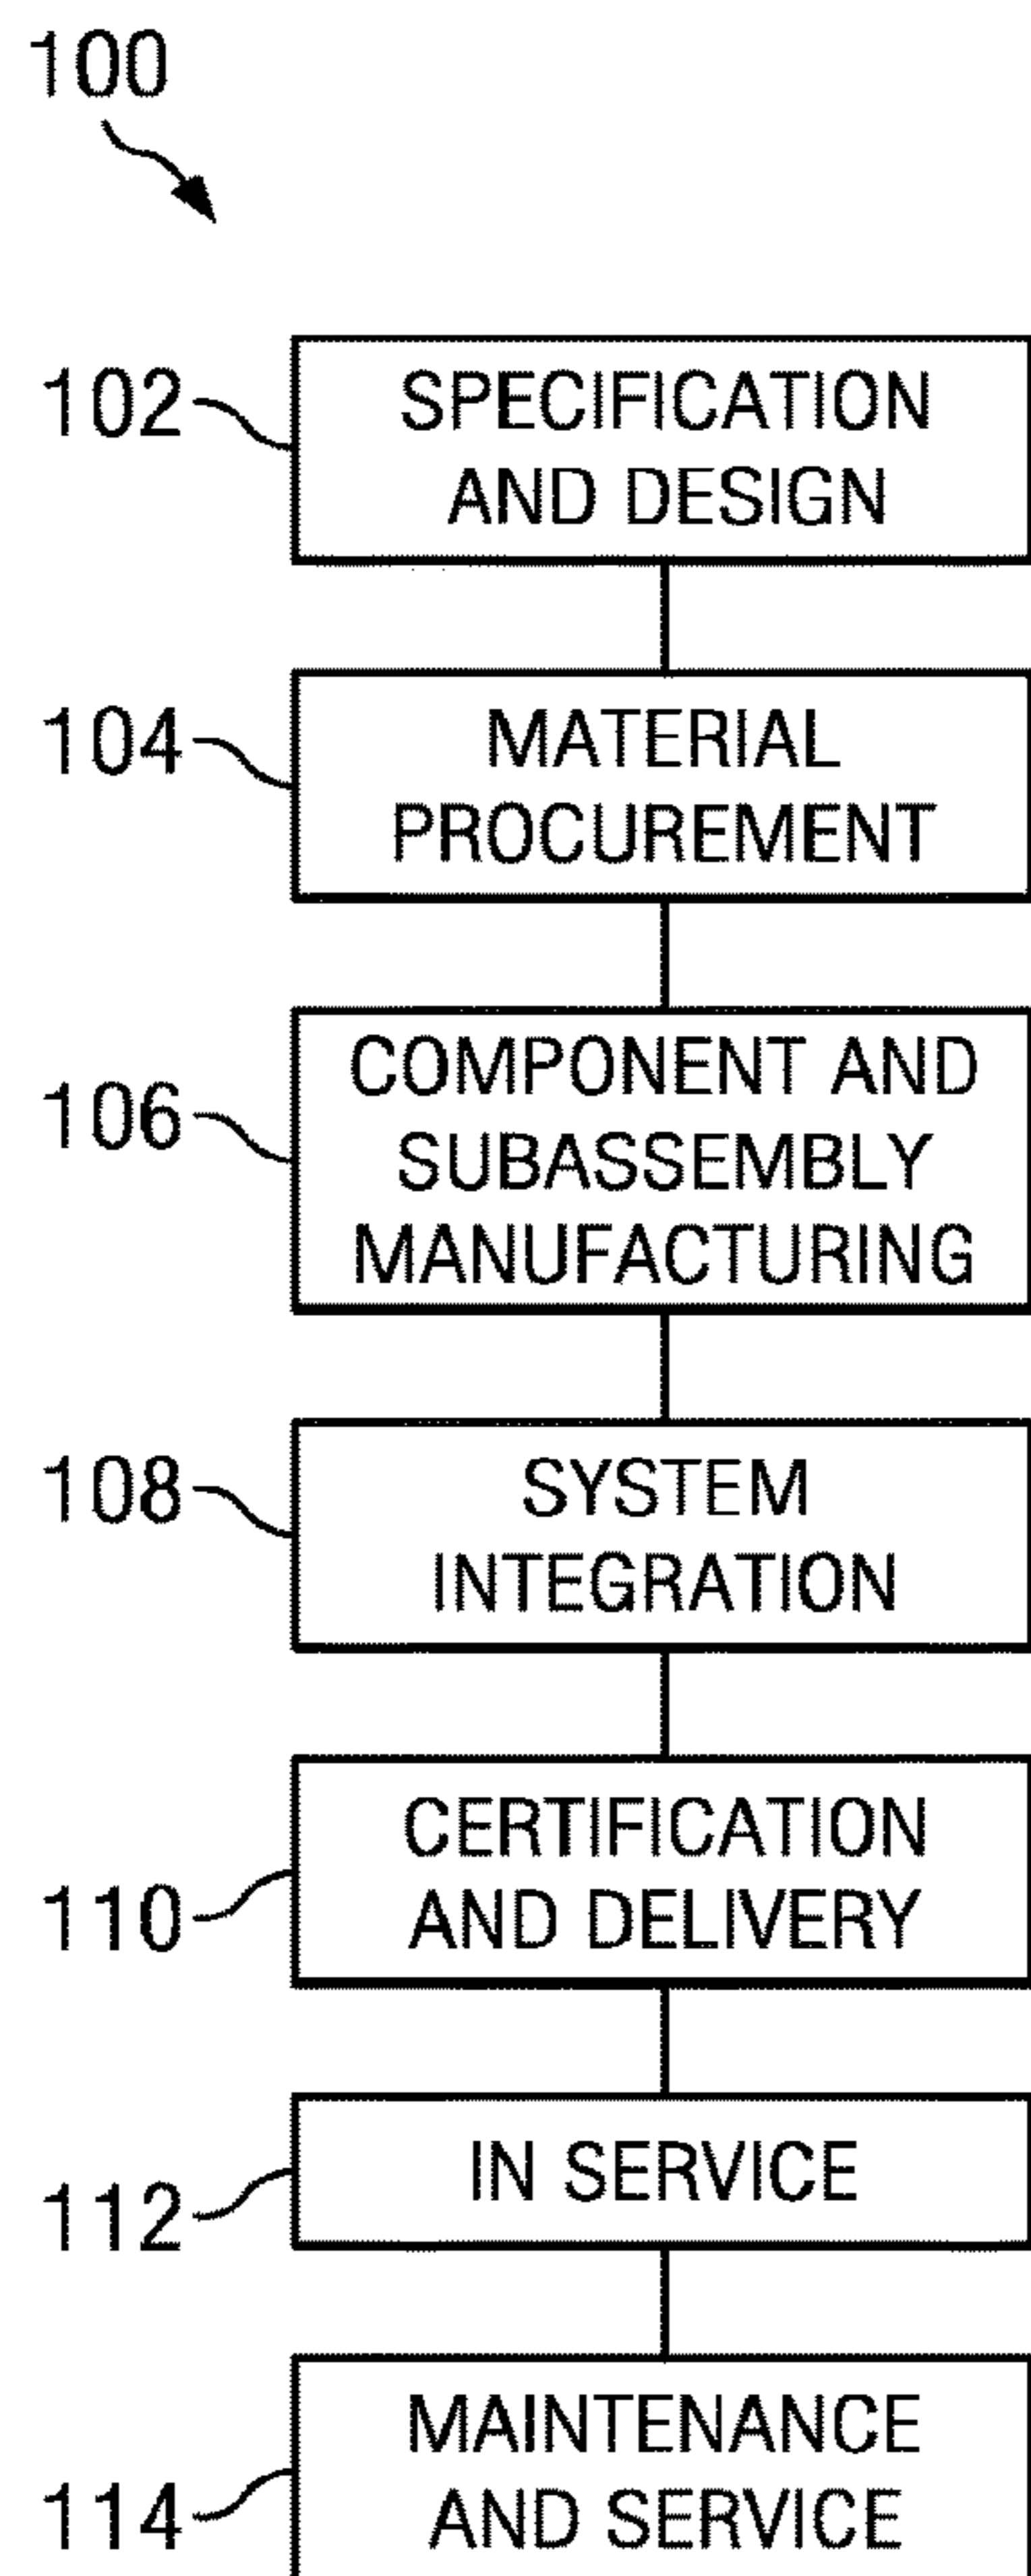 100
102
SPECIFICATION
AND DESIGN
104
MATERIAL
PROCUREMENT
106
COMPONENT AND
SUBASSEMBLY
MANUFACTURING
108
SYSTEM
INTEGRATION
110
CERTIFICATION
AND DELIVERY
112
IN SERVICE
114
MAINTENANCE
AND SERVICE